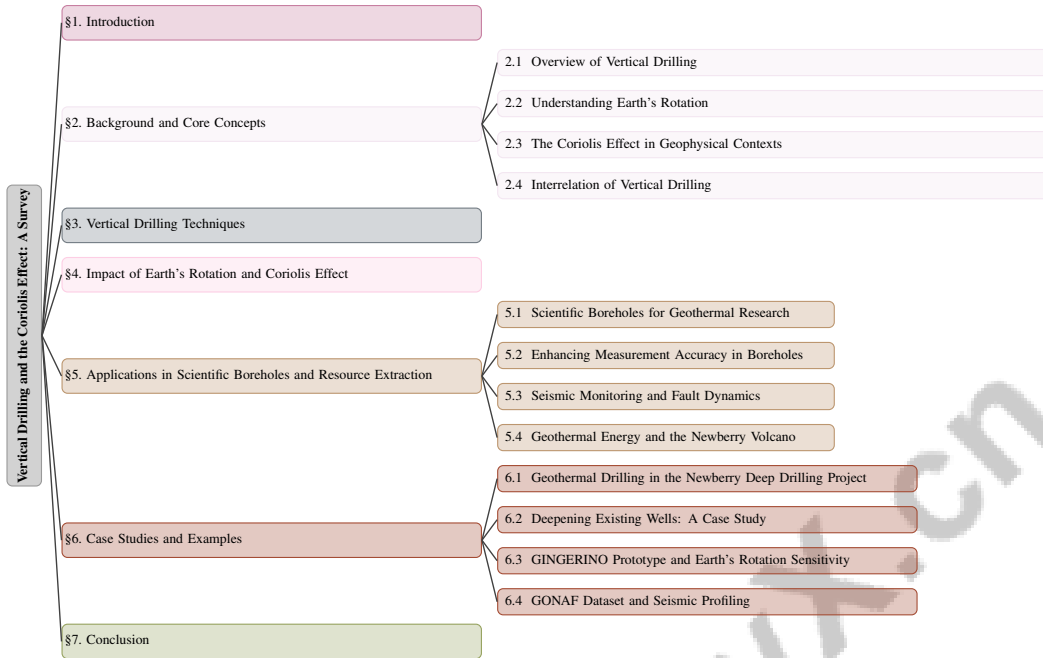 Vertical Drilling and the Coriolis Effect: A Survey
§1. Introduction
§2. Background and Core Concepts
2.1 Overview of Vertical Drilling
2.2 Understanding Earth's Rotation
2.3 The Coriolis Effect in Geophysical Contexts
2.4 Interrelation of Vertical Drilling
§3. Vertical Drilling Techniques
§4. Impact of Earth's Rotation and Coriolis Effect
§5. Applications in Scientific Boreholes and Resource Extraction
5.1 Scientific Boreholes for Geothermal Research
5.2 Enhancing Measurement Accuracy in Boreholes
5.3 Seismic Monitoring and Fault Dynamics
5.4 Geothermal Energy and the Newberry Volcano
§6. Case Studies and Examples
6.1 Geothermal Drilling in the Newberry Deep Drilling Project
6.2 Deepening Existing Wells: A Case Study
6.3 GINGERINO Prototype and Earth's Rotation Sensitivity
6.4 GONAF Dataset and Seismic Profiling
§7. Conclusion
x.cn